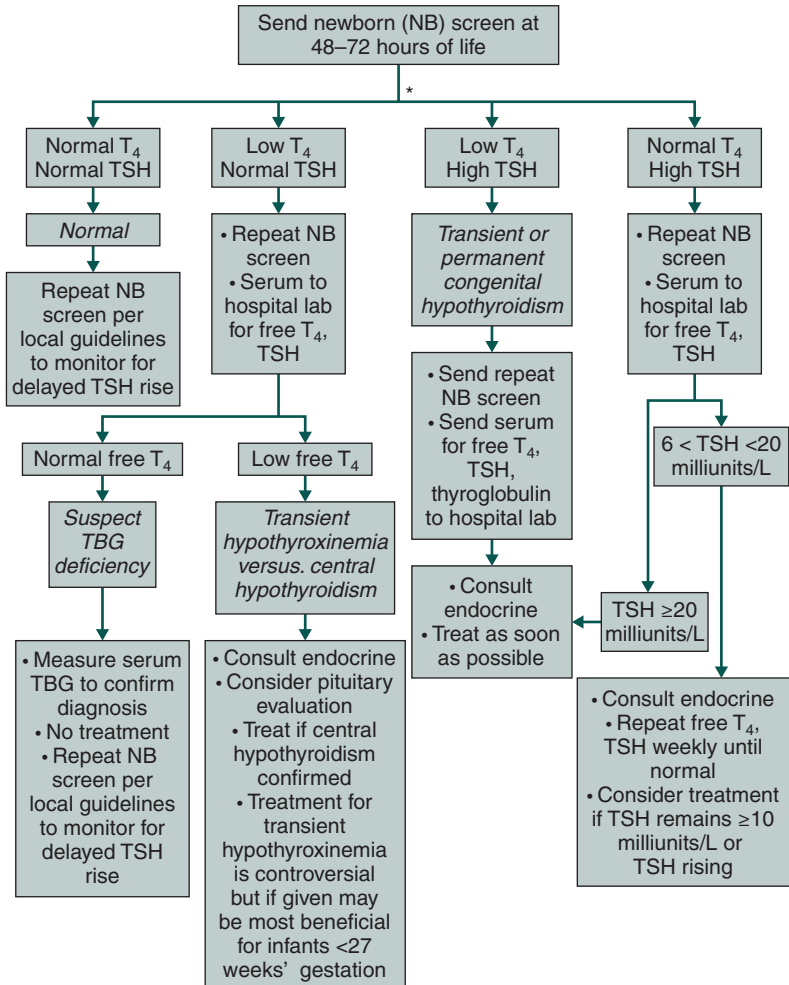 Send newborn (NB) screen at
48–72 hours of life
*
Normal T4
Normal TSH
Normal
Repeat NB
screen per
local guidelines
to monitor for
delayed TSH rise
Low T4
Normal TSH
• Repeat NB
screen
• Serum to
hospital lab
for free T4,
TSH
Normal free T4
Suspect
TBG
deficiency
• Measure serum
TBG to confirm
diagnosis
• No treatment
• Repeat NB
screen per
local guidelines
to monitor for
delayed TSH
rise
Low free T4
Transient
hypothyroxinemia
versus. central
hypothyroidism
• Consult endocrine
• Consider pituitary
evaluation
• Treat if central
hypothyroidism
confirmed
• Treatment for
transient
hypothyroxinemia
is controversial
but if given may
be most beneficial
for infants <27
weeks' gestation
Low T4
High TSH
Transient or
permanent
congenital
hypothyroidism
• Send repeat
NB screen
• Send serum
for free T4,
TSH,
thyroglobulin
to hospital lab
• Consult
endocrine
• Treat as soon
as possible
Normal T4
High TSH
• Repeat NB
screen
• Serum to
hospital lab
for free T4,
TSH
6 < TSH <20
milliunits/L
TSH ≥20
milliunits/L
• Consult endocrine
• Repeat free T4,
TSH weekly until
normal
• Consider treatment
if TSH remains ≥10
milliunits/L or
TSH rising